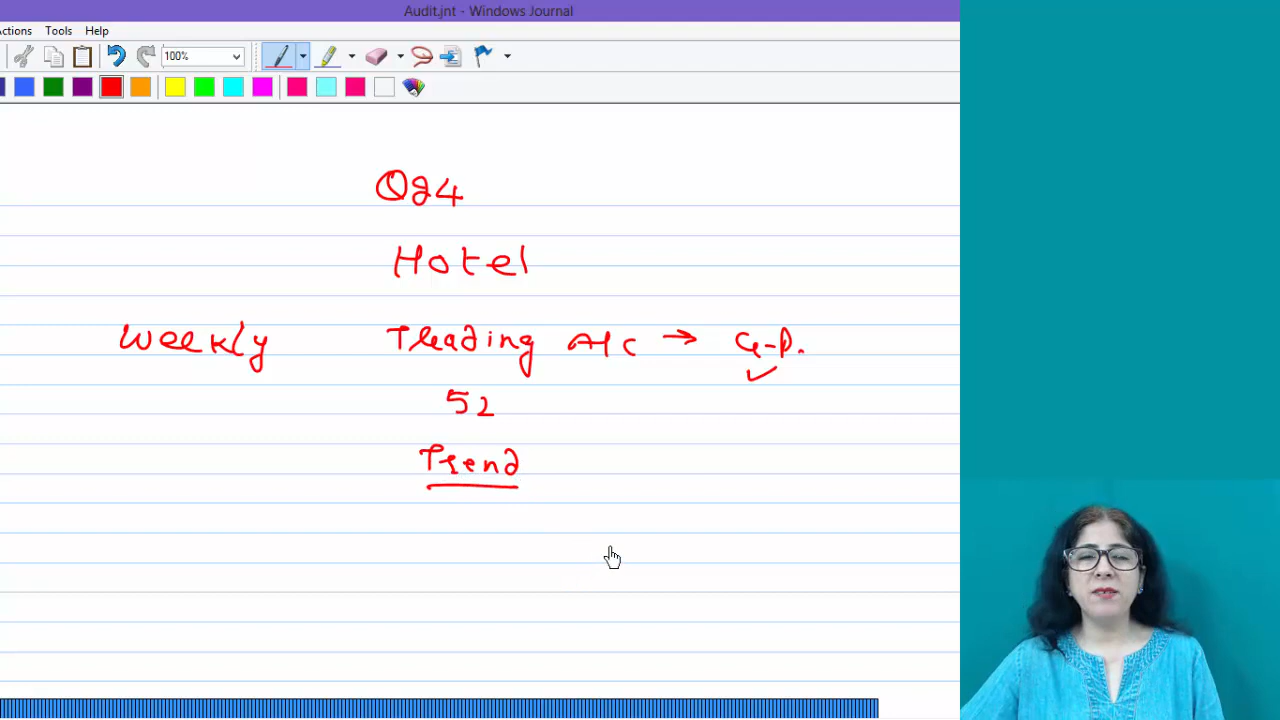 Audit.jnt - Windows Journal
Actions Tools Help
100%
Q24
Hotel
Weekly Trading A/C → G.P.
52
Trend